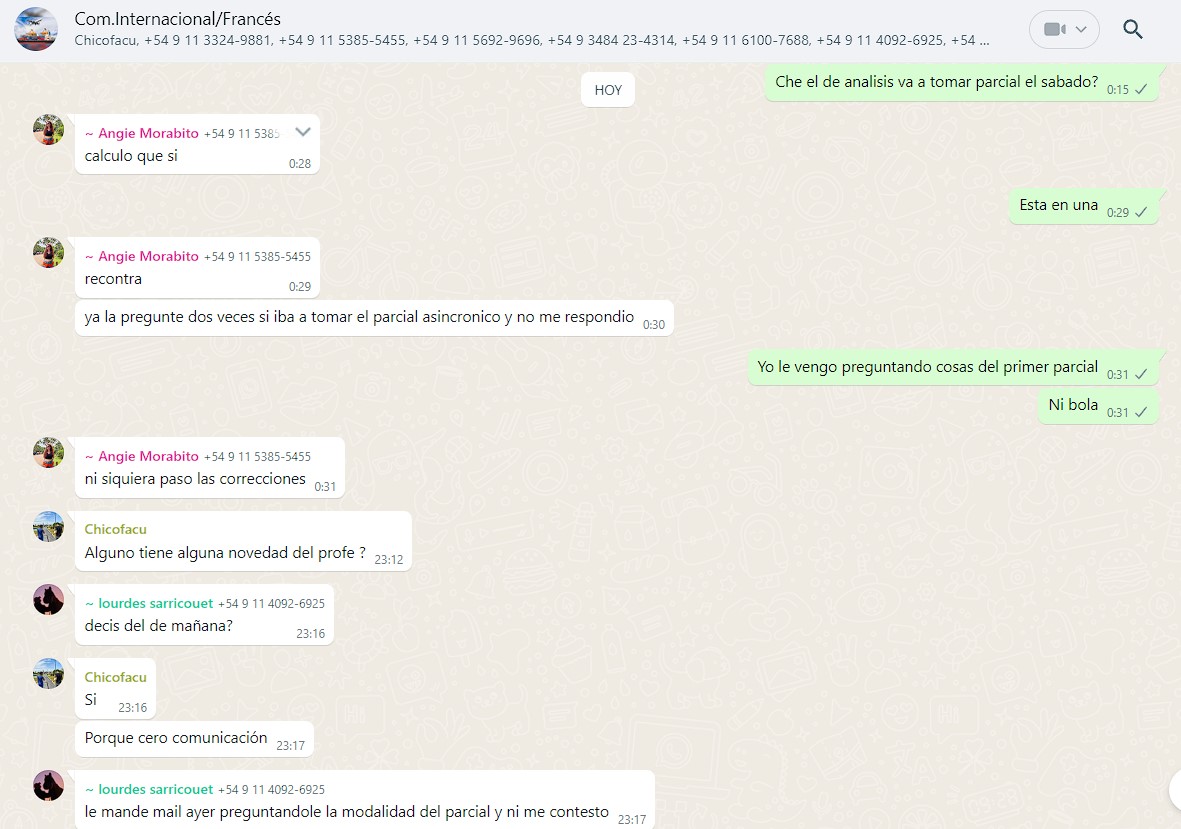 Com.Internacional/Francés
Chicofacu, +54 9 11 3324-9881, +54 9 11 5385-5455, +54 9 11 5692-9696, +54 9 3484 23-4314, +54 9 11 6100-7688, +54 9 11 4092-6925, +54 ...
HOY
Che el de analisis va a tomar parcial el sabado? 0:15
~ Angie Morabito +54 9 11 5385
calculo que si 0:28
Esta en una 0:29
~ Angie Morabito +54 9 11 5385-5455
recontra 0:29
ya la pregunte dos veces si iba a tomar el parcial asincronico y no me respondio 0:30
Yo le vengo preguntando cosas del primer parcial 0:31
Ni bola 0:31
~ Angie Morabito +54 9 11 5385-5455
ni siquiera paso las correcciones 0:31
Chicofacu
Alguno tiene alguna novedad del profe ? 23:12
~ lourdes sarricouet +54 9 11 4092-6925
decis del de mañana? 23:16
Chicofacu
Si 23:16
Porque cero comunicación 23:17
~ lourdes sarricouet +54 9 11 4092-6925
le mande mail ayer preguntandole la modalidad del parcial y ni me contesto 23:17